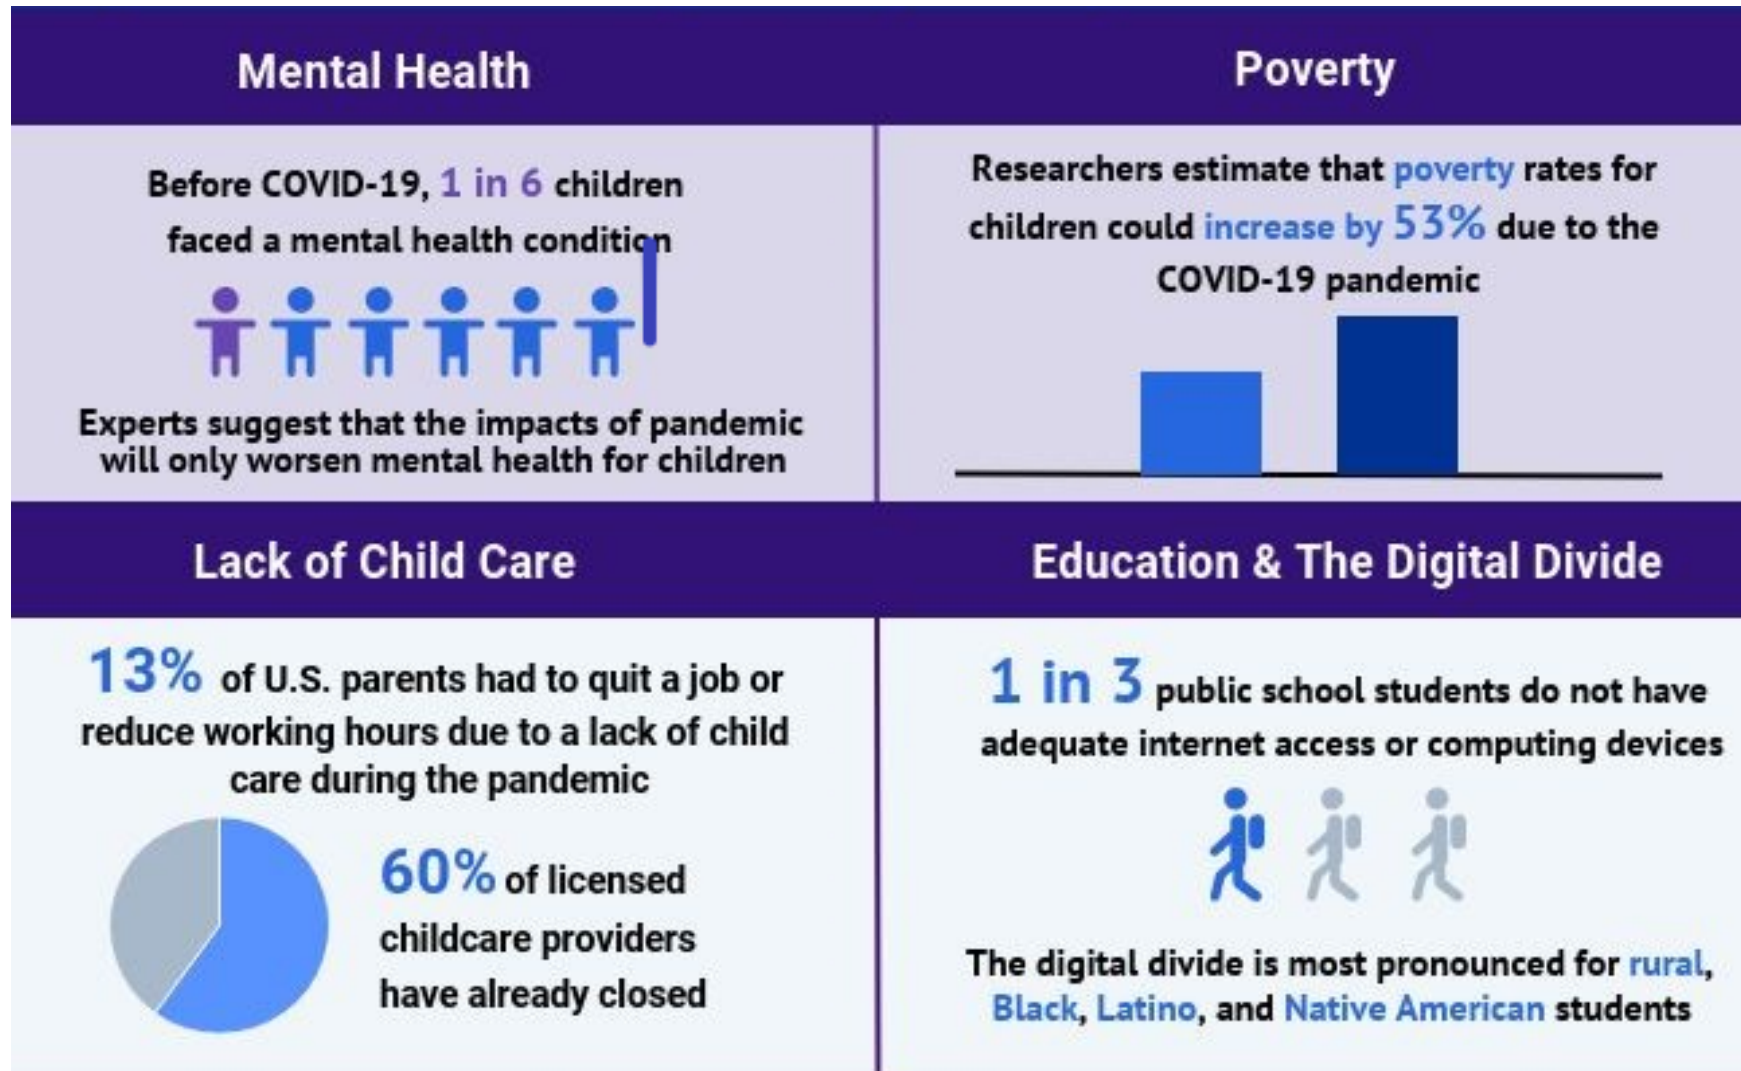 Mental Health
Before COVID-19, 1 in 6 children
faced a mental health condition
Experts suggest that the impacts of pandemic
will only worsen mental health for children
Poverty
Researchers estimate that poverty rates for
children could increase by 53% due to the
COVID-19 pandemic
Lack of Child Care
13% of U.S. parents had to quit a job or
reduce working hours due to a lack of child
care during the pandemic
60% of licensed
childcare providers
have already closed
Education & The Digital Divide
1 in 3 public school students do not have
adequate internet access or computing devices
The digital divide is most pronounced for rural,
Black, Latino, and Native American students